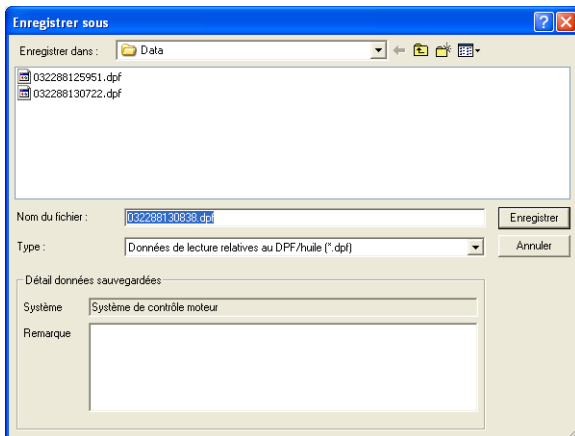 Enregistrer sous
Enregistrer dans : Data
032288125951.dpf
032288130722.dpf
Nom du fichier : 032288130838.dpf Enregistrer
Type : Données de lecture relatives au DPF/huile (*.dpf) Annuler
Détail données sauvegardées
Système Système de contrôle moteur
Remarque